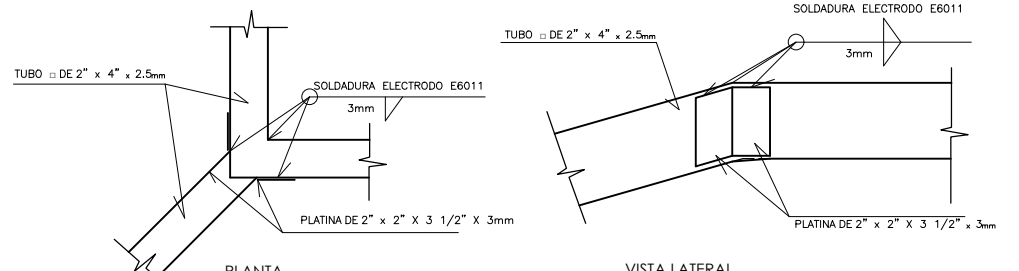 SOLDADURA ELECTRODO E6011
3mm
TUBO □ DE 2” x 4” x 2.5mm
TUBO □ DE 2” x 4” x 2.5mm
SOLDADURA ELECTRODO E6011
3mm
PLATINA DE 2” x 2” X 3 1/2” X 3mm
PLATINA DE 2” x 2” X 3 1/2” x 3mm
PLANTA
VISTA LATERAL